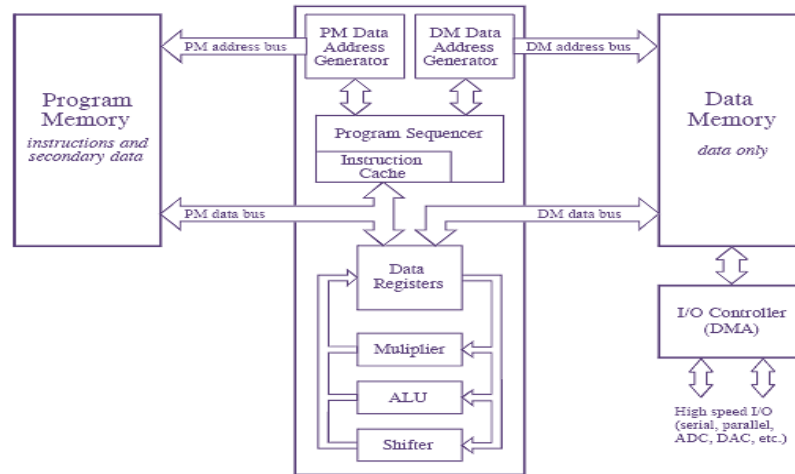 PM Data
Address
Generator
DM Data
Address
Generator
PM address bus
DM address bus
Program
Memory
instructions and
secondary data
Data
Memory
data only
Program Sequencer
Instruction
Cache
PM data bus
DM data bus
Data
Registers
Muliplier
ALU
Shifter
I/O Controller
(DMA)
High speed I/O
(serial, parallel,
ADC, DAC, etc.)